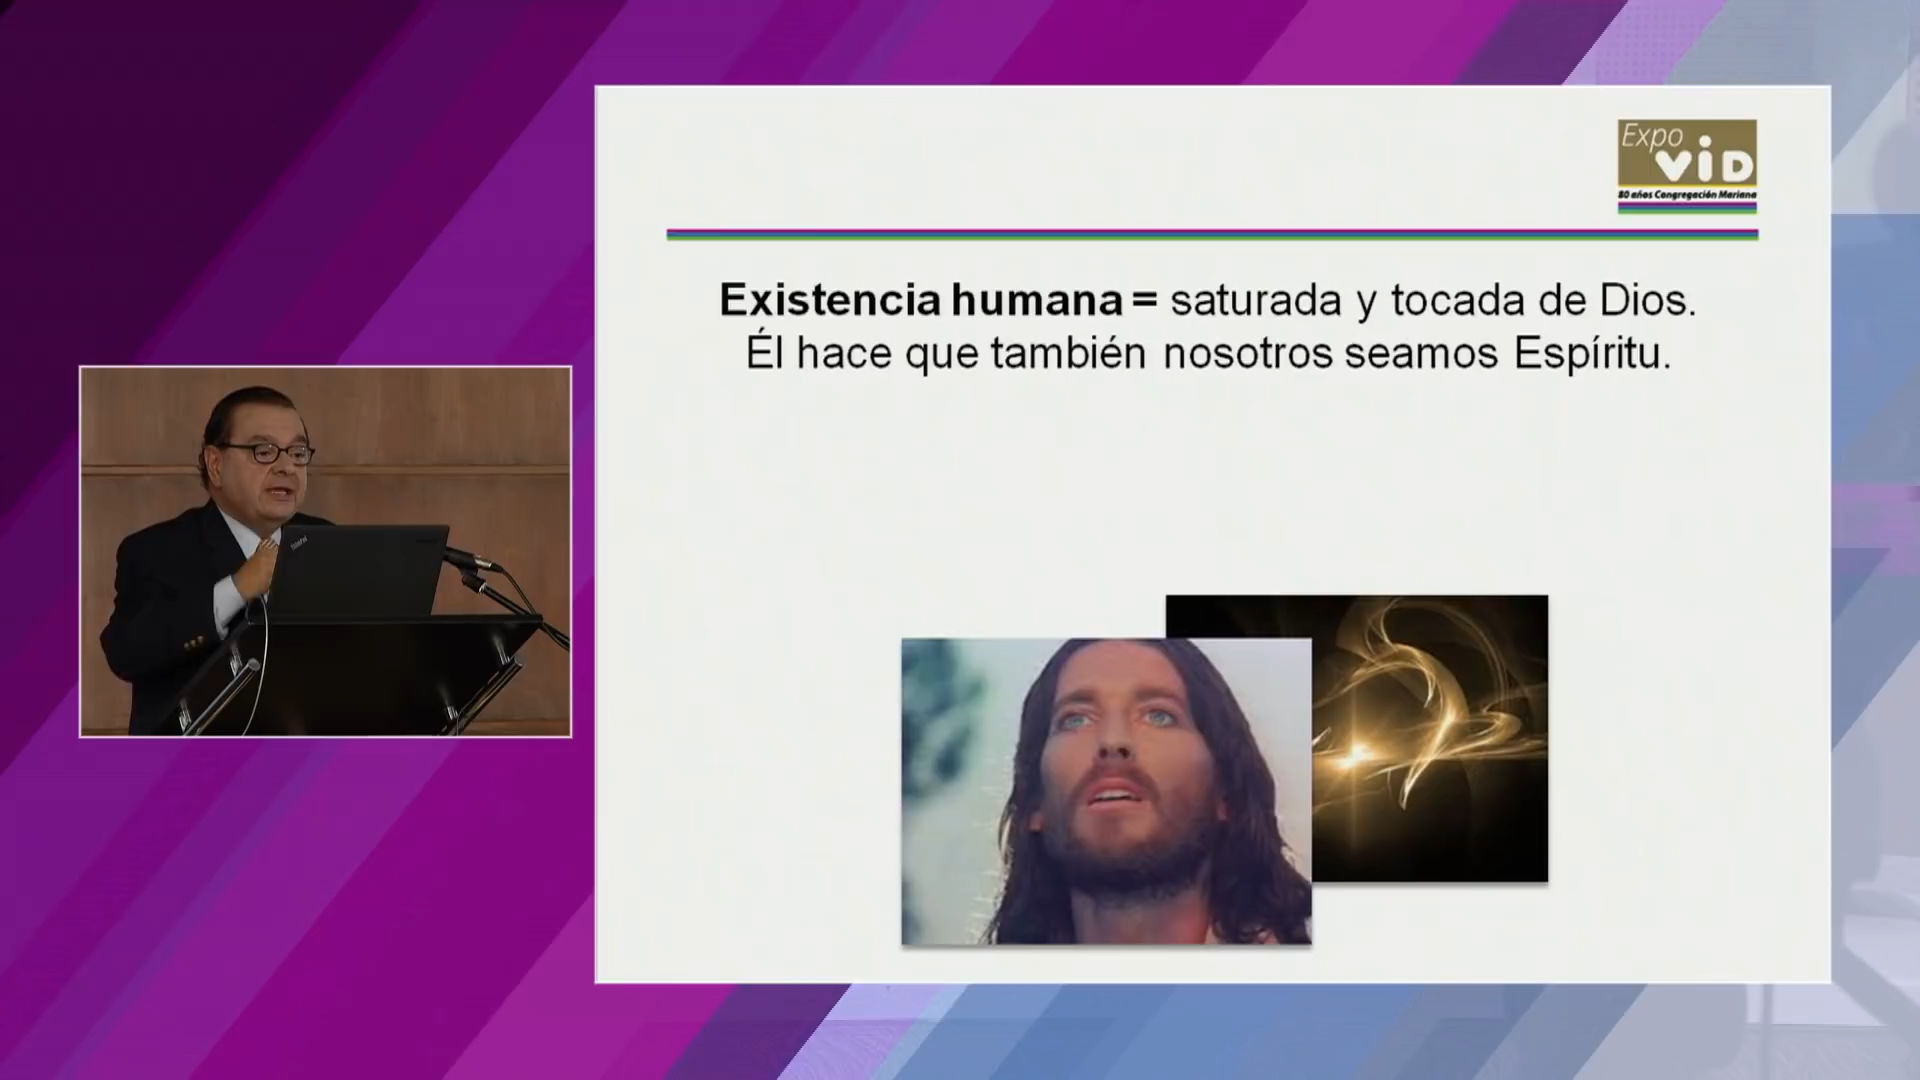 Expo
ViD
80 años Congregación Mariana
Existencia humana = saturada y tocada de Dios.
Él hace que también nosotros seamos Espíritu.
ThinkPad